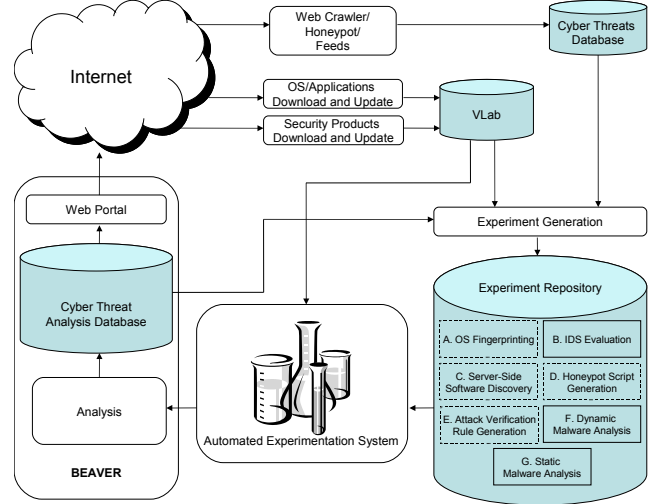 Internet
Web Crawler/
Honeypot/
Feeds
Cyber Threats
Database
OS/Applications
Download and Update
Security Products
Download and Update
VLab
Web Portal
Experiment Generation
Cyber Threat
Analysis Database
Experiment Repository
A. OS Fingerprinting
B. IDS Evaluation
C. Server-Side
Software Discovery
D. Honeypot Script
Generation
E. Attack Verification
Rule Generation
F. Dynamic
Malware Analysis
G. Static
Malware Analysis
Analysis
Automated Experimentation System
BEAVER